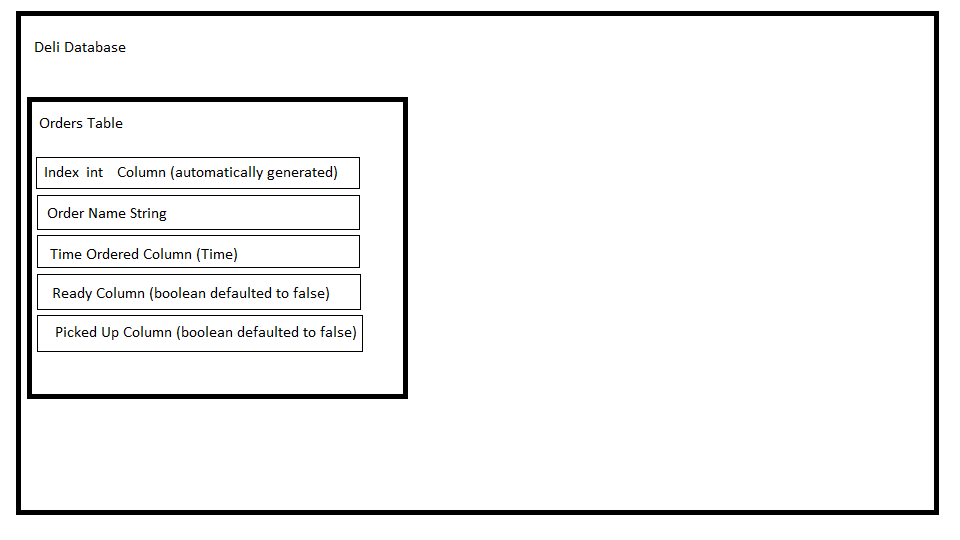 Deli Database
Orders Table
Index int Column (automatically generated)
Order Name String
Time Ordered Column (Time)
Ready Column (boolean defaulted to false)
Picked Up Column (boolean defaulted to false)